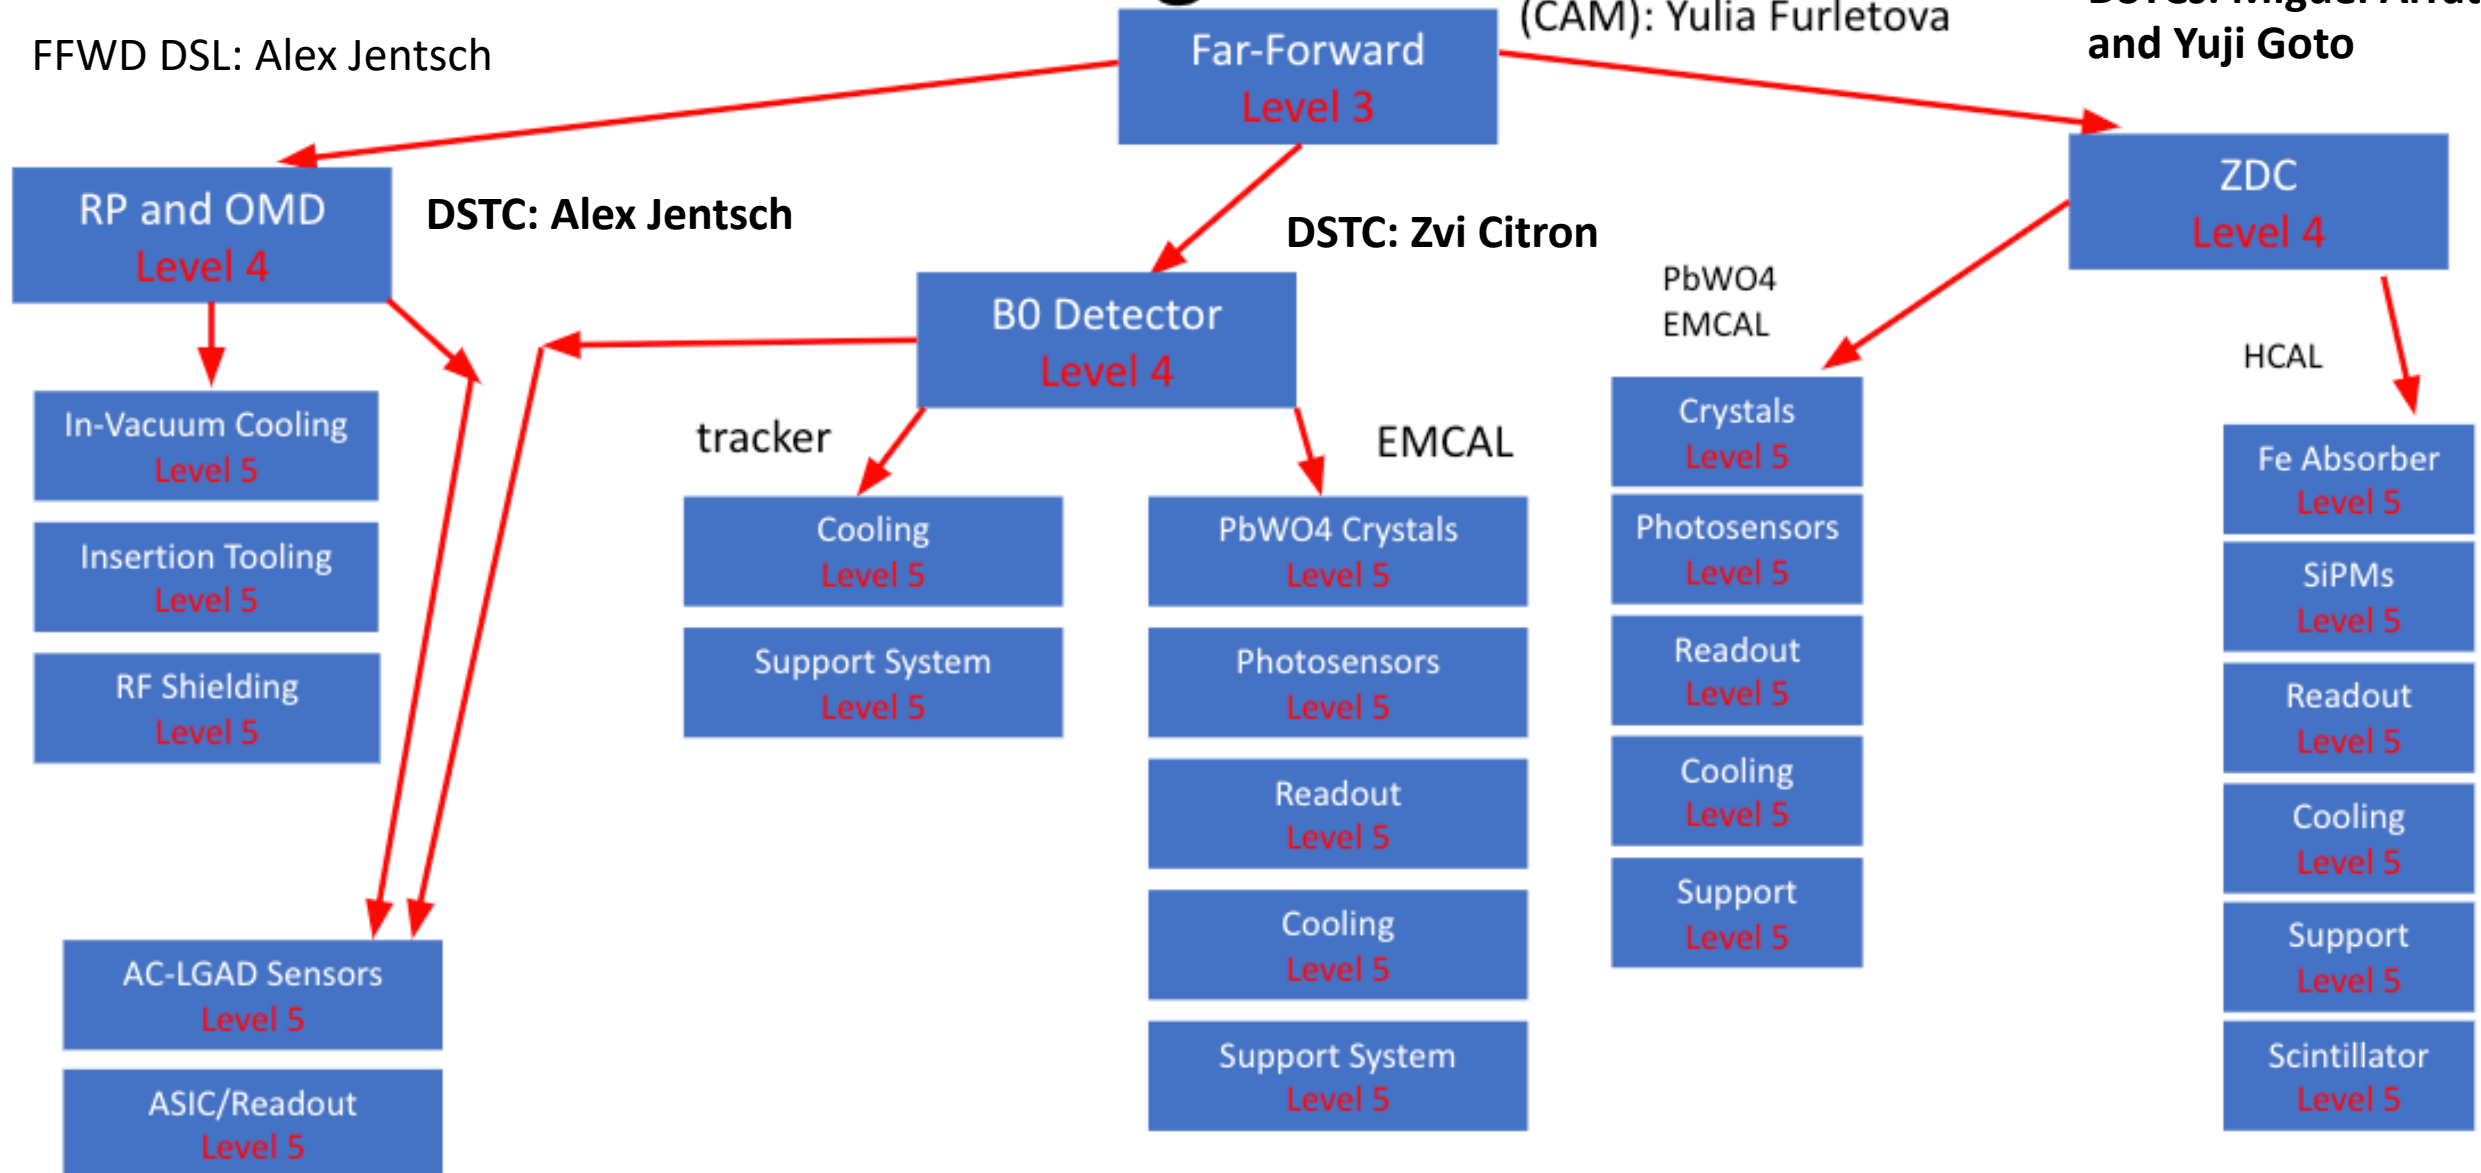 (CAM): Yulia Furletova
and Yuji Goto
FFWD DSL: Alex Jentsch
Far-Forward
Level 3
RP and OMD
Level 4
DSTC: Alex Jentsch
DSTC: Zvi Citron
ZDC
Level 4
B0 Detector
Level 4
In-Vacuum Cooling
Level 5
Insertion Tooling
Level 5
RF Shielding
Level 5
AC-LGAD Sensors
Level 5
ASIC/Readout
Level 5
tracker
Cooling
Level 5
Support System
Level 5
EMCAL
PbWO4 Crystals
Level 5
Photosensors
Level 5
Readout
Level 5
Cooling
Level 5
Support System
Level 5
PbWO4
EMCAL
Crystals
Level 5
Photosensors
Level 5
Readout
Level 5
Cooling
Level 5
Support
Level 5
HCAL
Fe Absorber
Level 5
SiPMs
Level 5
Readout
Level 5
Cooling
Level 5
Support
Level 5
Scintillator
Level 5